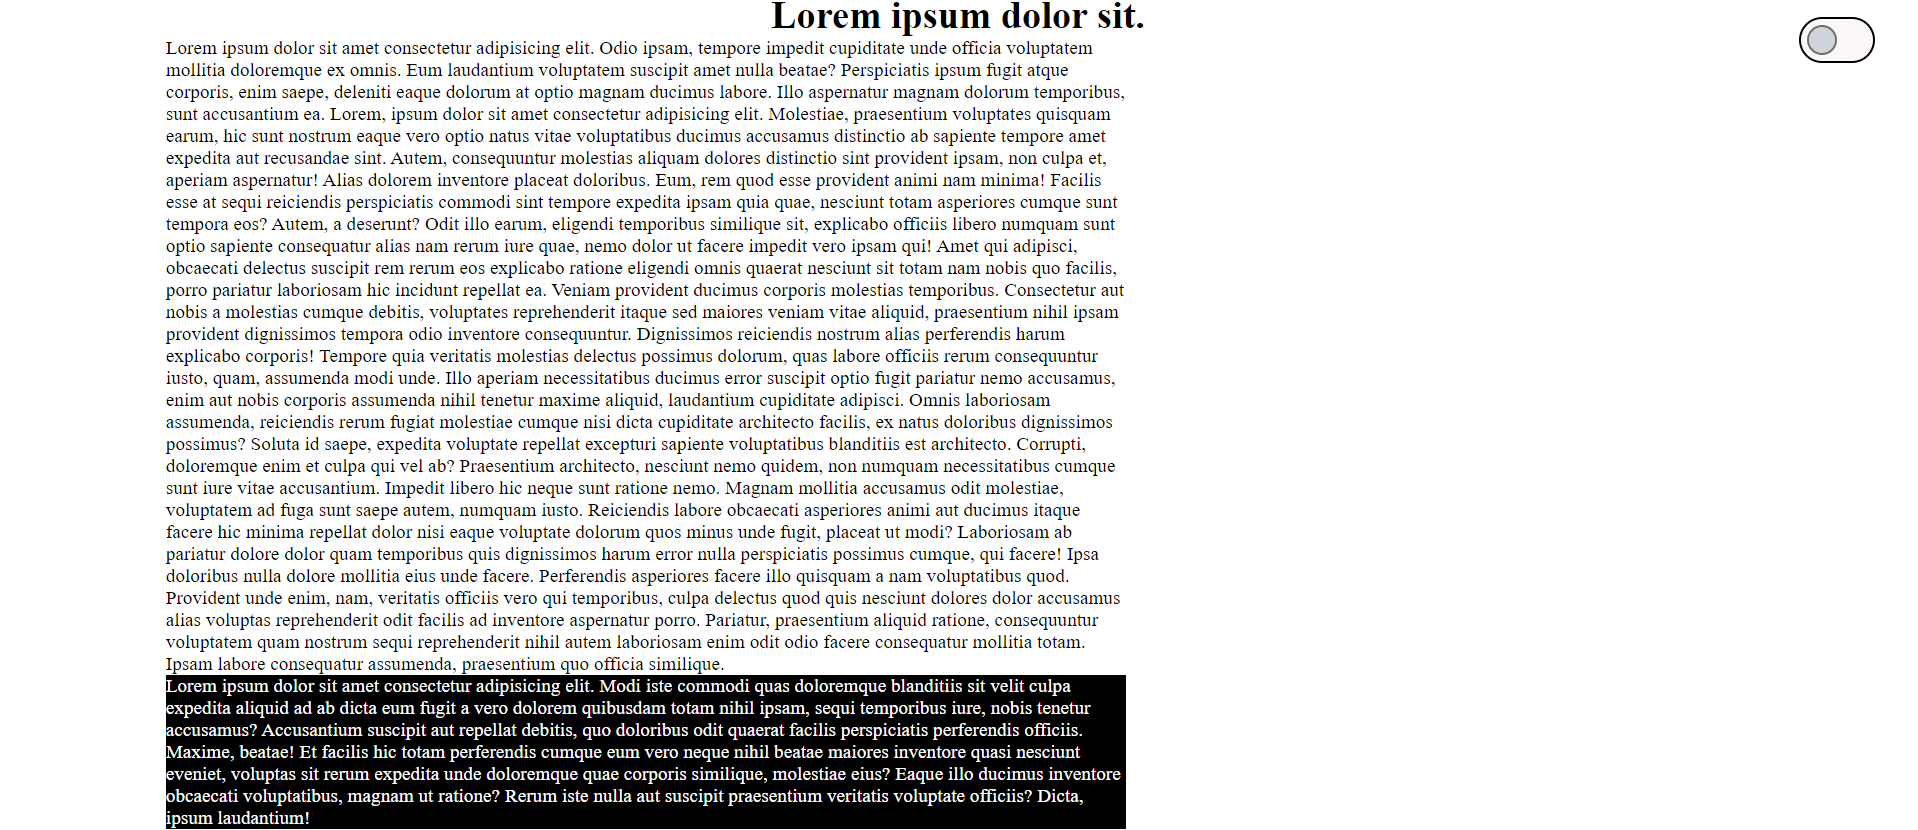 Lorem ipsum dolor sit.
Lorem ipsum dolor sit amet consectetur adipisicing elit. Odio ipsam, tempore impedit cupiditate unde officia voluptatem
mollitia doloremque ex omnis. Eum laudantium voluptatem suscipit amet nulla beatae? Perspiciatis ipsum fugit atque
corporis, enim saepe, deleniti eaque dolorum at optio magnam ducimus labore. Illo aspernatur magnam dolorum temporibus,
sunt accusantium ea. Lorem, ipsum dolor sit amet consectetur adipisicing elit. Molestiae, praesentium voluptates quisquam
earum, hic sunt nostrum eaque vero optio natus vitae voluptatibus ducimus accusamus distinctio ab sapiente tempore amet
expedita aut recusandae sint. Autem, consequuntur molestias aliquam dolores distinctio sint provident ipsam, non culpa et,
aperiam aspernatur! Alias dolorem inventore placeat doloribus. Eum, rem quod esse provident animi nam minima! Facilis
esse at sequi reiciendis perspiciatis commodi sint tempore expedita ipsam quia quae, nesciunt totam asperiores cumque sunt
tempora eos? Autem, a deserunt? Odit illo earum, eligendi temporibus similique sit, explicabo officiis libero numquam sunt
optio sapiente consequatur alias nam rerum iure quae, nemo dolor ut facere impedit vero ipsam qui! Amet qui adipisci,
obcaecati delectus suscipit rem rerum eos explicabo ratione eligendi omnis quaerat nesciunt sit totam nam nobis quo facilis,
porro pariatur laboriosam hic incidunt repellat ea. Veniam provident ducimus corporis molestias temporibus. Consectetur aut
nobis a molestias cumque debitis, voluptates reprehenderit itaque sed maiores veniam vitae aliquid, praesentium nihil ipsam
provident dignissimos tempora odio inventore consequuntur. Dignissimos reiciendis nostrum alias perferendis harum
explicabo corporis! Tempore quia veritatis molestias delectus possimus dolorum, quas labore officiis rerum consequuntur
iusto, quam, assumenda modi unde. Illo aperiam necessitatibus ducimus error suscipit optio fugit pariatur nemo accusamus,
enim aut nobis corporis assumenda nihil tenetur maxime aliquid, laudantium cupiditate adipisci. Omnis laboriosam
assumenda, reiciendis rerum fugiat molestiae cumque nisi dicta cupiditate architecto facilis, ex natus doloribus dignissimos
possimus? Soluta id saepe, expedita voluptate repellat excepturi sapiente voluptatibus blanditiis est architecto. Corrupti,
doloremque enim et culpa qui vel ab? Praesentium architecto, nesciunt nemo quidem, non numquam necessitatibus cumque
sunt iure vitae accusantium. Impedit libero hic neque sunt ratione nemo. Magnam mollitia accusamus odit molestiae,
voluptatem ad fuga sunt saepe autem, numquam iusto. Reiciendis labore obcaecati asperiores animi aut ducimus itaque
facere hic minima repellat dolor nisi eaque voluptate dolorum quos minus unde fugit, placeat ut modi? Laboriosam ab
pariatur dolore dolor quam temporibus quis dignissimos harum error nulla perspiciatis possimus cumque, qui facere! Ipsa
doloribus nulla dolore mollitia eius unde facere. Perferendis asperiores facere illo quisquam a nam voluptatibus quod.
Provident unde enim, nam, veritatis officiis vero qui temporibus, culpa delectus quod quis nesciunt dolores dolor accusamus
alias voluptas reprehenderit odit facilis ad inventore aspernatur porro. Pariatur, praesentium aliquid ratione, consequuntur
voluptatem quam nostrum sequi reprehenderit nihil autem laboriosam enim odit odio facere consequatur mollitia totam.
Ipsam labore consequatur assumenda, praesentium quo officia similique.
Lorem ipsum dolor sit amet consectetur adipisicing elit. Modi iste commodi quas doloremque blanditiis sit velit culpa
expedita aliquid ad ab dicta eum fugit a vero dolorem quibusdam totam nihil ipsam, sequi temporibus iure, nobis tenetur
accusamus? Accusantium suscipit aut repellat debitis, quo doloribus odit quaerat facilis perspiciatis perferendis officiis.
Maxime, beatae! Et facilis hic totam perferendis cumque eum vero neque nihil beatae maiores inventore quasi nesciunt
eveniet, voluptas sit rerum expedita unde doloremque quae corporis similique, molestiae eius? Eaque illo ducimus inventore
obcaecati voluptatibus, magnam ut ratione? Rerum iste nulla aut suscipit praesentium veritatis voluptate officiis? Dicta,
ipsum laudantium!